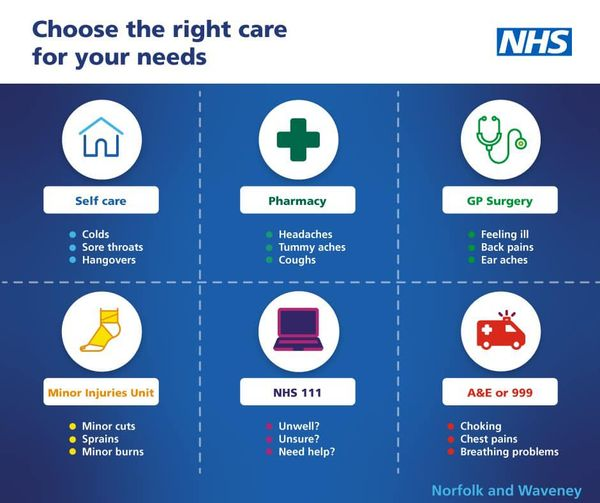 Choose the right care
for your needs
NHS
Self care
Colds
Sore throats
Hangovers
Pharmacy
Headaches
Tummy aches
Coughs
GP Surgery
Feeling ill
Back pains
Ear aches
Minor Injuries Unit
Minor cuts
Sprains
Minor burns
NHS 111
Unwell?
Unsure?
Need help?
A&E or 999
Choking
Chest pains
Breathing problems
Norfolk and Waveney